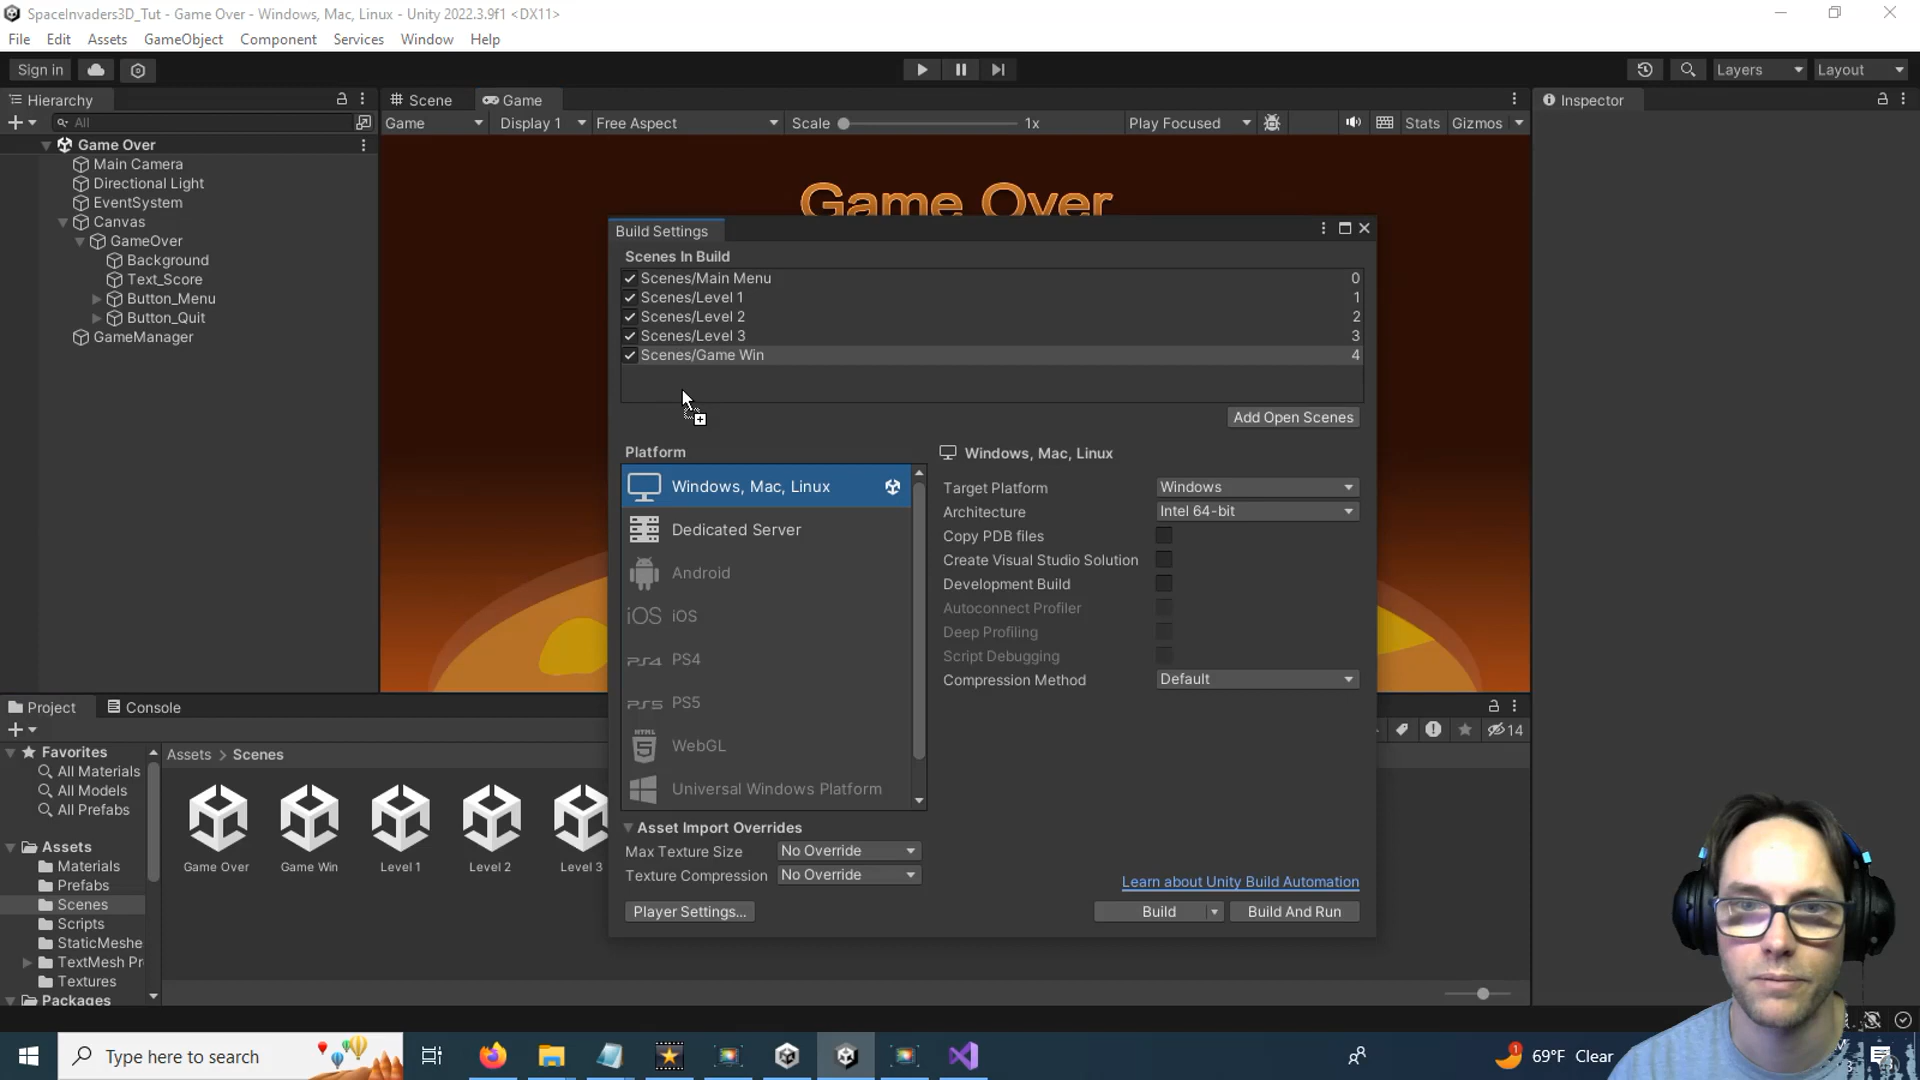 SpaceInvaders3D_Tut - Game Over - Windows, Mac, Linux - Unity 2022.3.9f1 <DX11>
File Edit Assets GameObject Component Services Window Help
Sign in Layers Layout
Hierarchy Scene Game Inspector
All Game Display 1 Free Aspect Scale 1x Play Focused Stats Gizmos
Game Over
Main Camera
Directional Light
EventSystem
Canvas
GameOver
Background
Text_Score
Button_Menu
Button_Quit
GameManager
Game Over
Build Settings
Scenes In Build
Scenes/Main Menu 0
Scenes/Level 1 1
Scenes/Level 2 2
Scenes/Level 3 3
Scenes/Game Win 4
Add Open Scenes
Platform
Windows, Mac, Linux
Dedicated Server
Android
iOS iOS
PS4 PS4
PS5 PS5
HTML 5 WebGL
Universal Windows Platform
Windows, Mac, Linux
Target Platform Windows
Architecture Intel 64-bit
Copy PDB files
Create Visual Studio Solution
Development Build
Autoconnect Profiler
Deep Profiling
Script Debugging
Compression Method Default
Asset Import Overrides
Max Texture Size No Override
Texture Compression No Override
Learn about Unity Build Automation
Player Settings... Build Build And Run
Project Console
14
Favorites
All Materials
All Models
All Prefabs
Assets
Materials
Prefabs
Scenes
Scripts
StaticMeshe
TextMesh Pr
Textures
Packages
Assets > Scenes
Game Over Game Win Level 1 Level 2 Level 3
Type here to search
1 69°F Clear